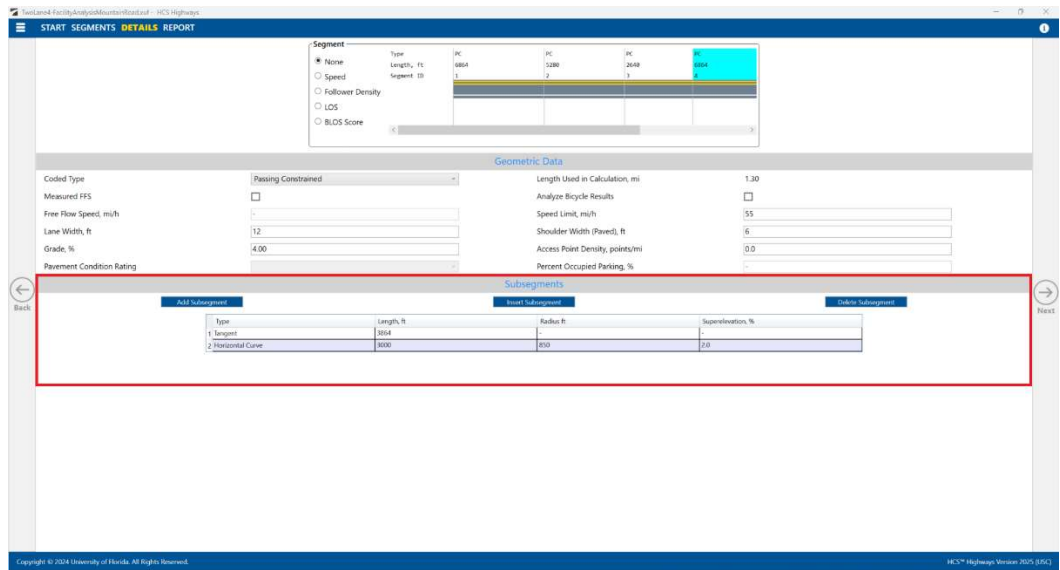 TwoLane4-FacilityAnalysisMountainRoad.xuf - HCS Highways
START SEGMENTS DETAILS REPORT
Segment
None
Speed
Follower Density
LOS
BLOS Score
Type PC PC PC PC
Length, ft 6864 5280 2640 6864
Segment ID 1 2 3 4
Geometric Data
Coded Type Passing Constrained Length Used in Calculation, mi 1.30
Measured FFS Analyze Bicycle Results
Free Flow Speed, mi/h - Speed Limit, mi/h 55
Lane Width, ft 12 Shoulder Width (Paved), ft 6
Grade, % 4.00 Access Point Density, points/mi 0.0
Pavement Condition Rating Percent Occupied Parking, % -
Back
Next
Subsegments
Add Subsegment Insert Subsegment Delete Subsegment
Type Length, ft Radius ft Superelevation, %
1 Tangent 3864 - -
2 Horizontal Curve 3000 850 2.0
Copyright © 2024 University of Florida. All Rights Reserved. HCS™ Highways Version 2025 (USC)